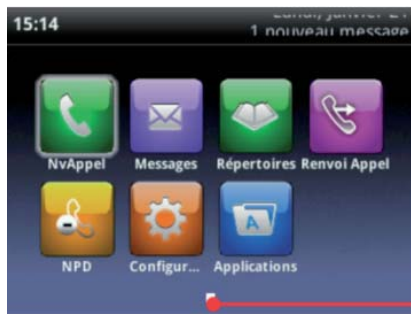 15:14
1 nouveau message
NvAppel Messages Répertoires Renvoi Appel
NPD Configur... Applications
A